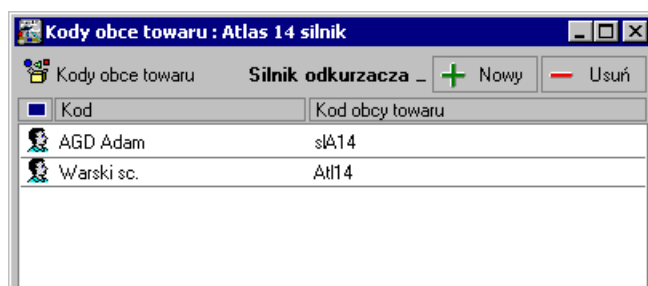 Kody obce towaru : Atlas 14 silnik
Kody obce towaru Silnik odkurzacza _ Nowy Usuń
Kod Kod obcy towaru
AGD Adam slA14
Warski sc. Atl14